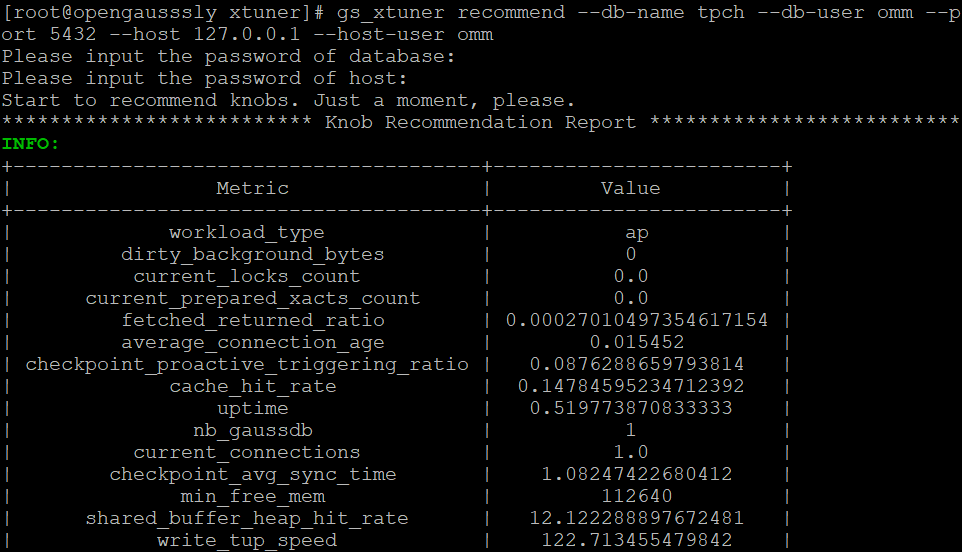 [root@opengausssly xtuner]# gs_xtuner recommend --db-name tpch --db-user omm --p
ort 5432 --host 127.0.0.1 --host-user omm
Please input the password of database:
Please input the password of host:
Start to recommend knobs. Just a moment, please.
************************** Knob Recommendation Report **************************
INFO:
+---------------------------------------+------------------------+
| Metric | Value |
+---------------------------------------+------------------------+
| workload_type | ap |
| dirty_background_bytes | 0 |
| current_locks_count | 0.0 |
| current_prepared_xacts_count | 0.0 |
| fetched_returned_ratio | 0.00027010497354617154 |
| average_connection_age | 0.015452 |
| checkpoint_proactive_triggering_ratio | 0.0876288659793814 |
| cache_hit_rate | 0.14784595234712392 |
| uptime | 0.519773870833333 |
| nb_gaussdb | 1 |
| current_connections | 1.0 |
| checkpoint_avg_sync_time | 1.08247422680412 |
| min_free_mem | 112640 |
| shared_buffer_heap_hit_rate | 12.122288897672481 |
| write_tup_speed | 122.713455479842 |